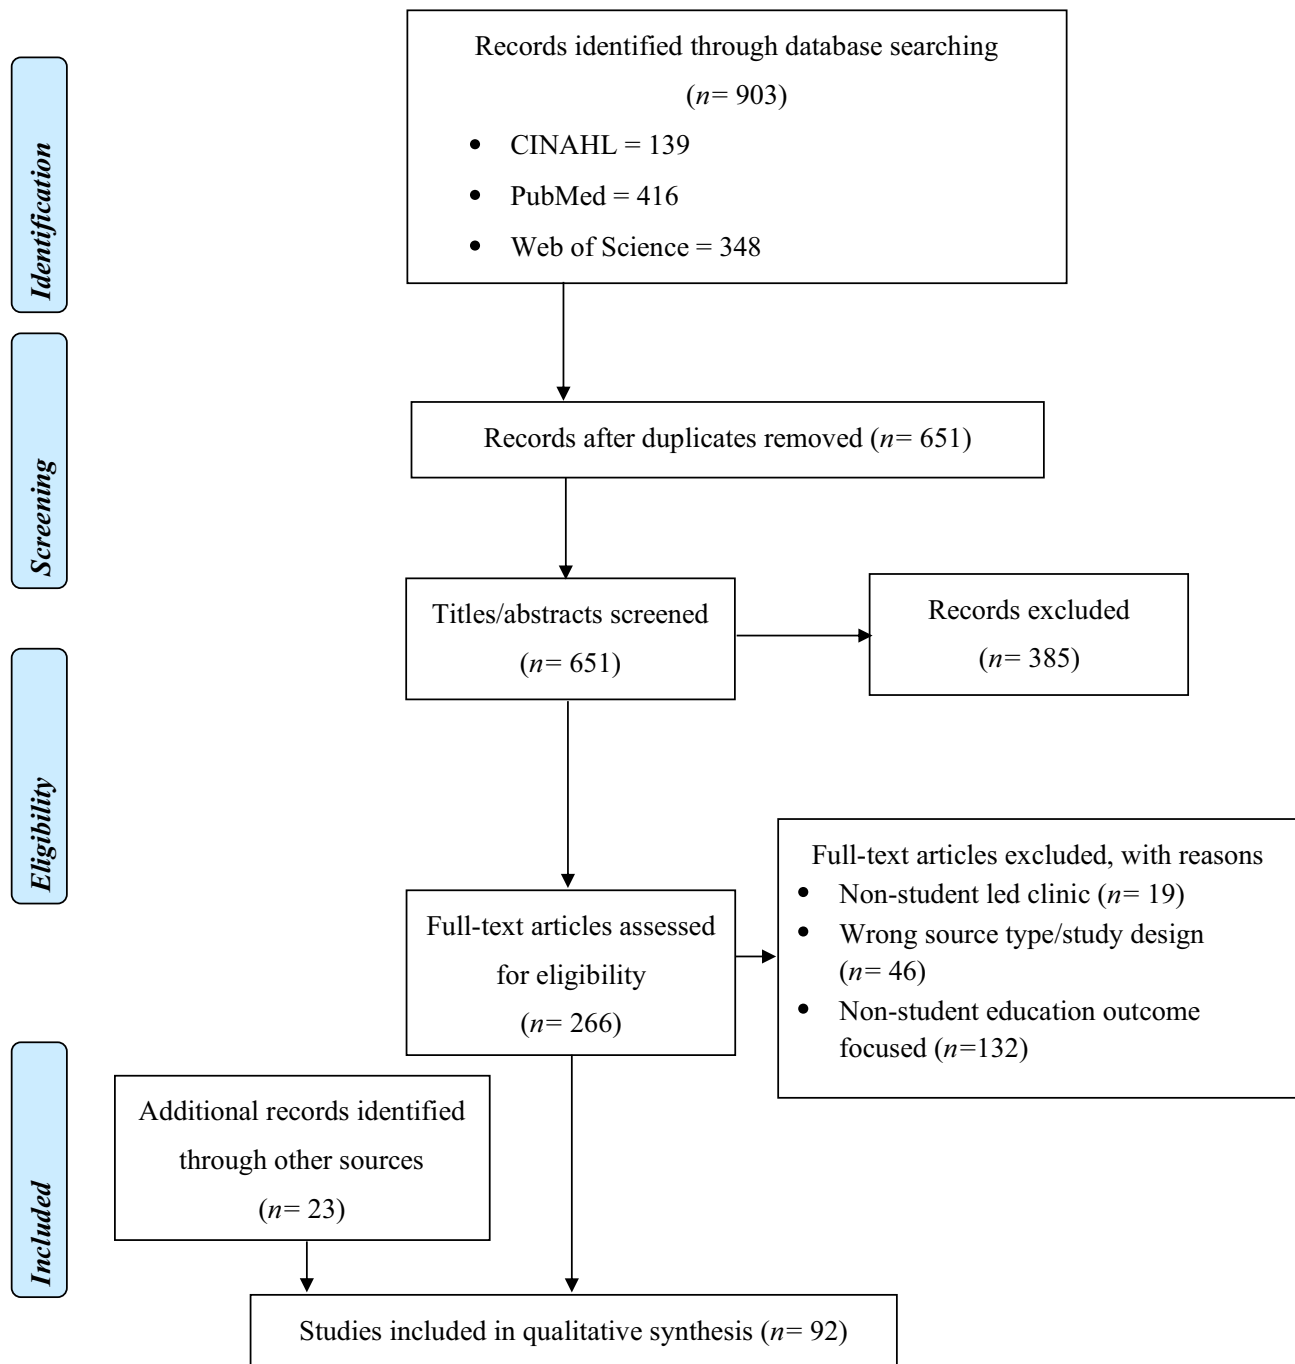 Identification
Records identified through database searching
(n= 903)
• CINAHL = 139
• PubMed = 416
• Web of Science = 348
Screening
Records after duplicates removed (n= 651)
Titles/abstracts screened
(n= 651)
Records excluded
(n= 385)
Eligibility
Full-text articles assessed
for eligibility
(n= 266)
Full-text articles excluded, with reasons
• Non-student led clinic (n= 19)
• Wrong source type/study design
(n= 46)
• Non-student education outcome
focused (n=132)
Included
Additional records identified
through other sources
(n= 23)
Studies included in qualitative synthesis (n= 92)